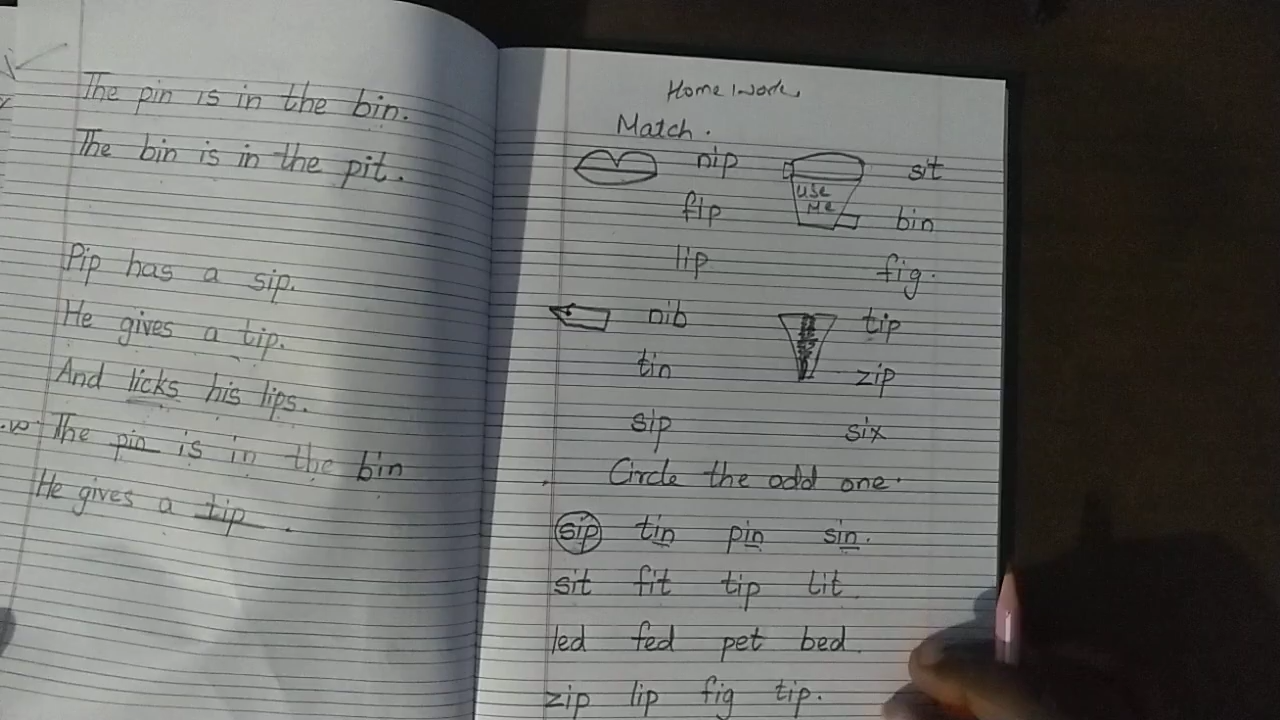 The pin is in the bin.
The bin is in the pit.
Pip has a sip.
He gives a tip.
And licks his lips.
The pin is in the bin
He gives a tip.
Home Work
Match.
nip sit
USE
ME
flp bin
lip fig.
nib tip
tin zip
sip six
Circle the odd one.
sip tin pin sin.
sit fit tip lit
led fed pet bed.
zip lip fig tip.